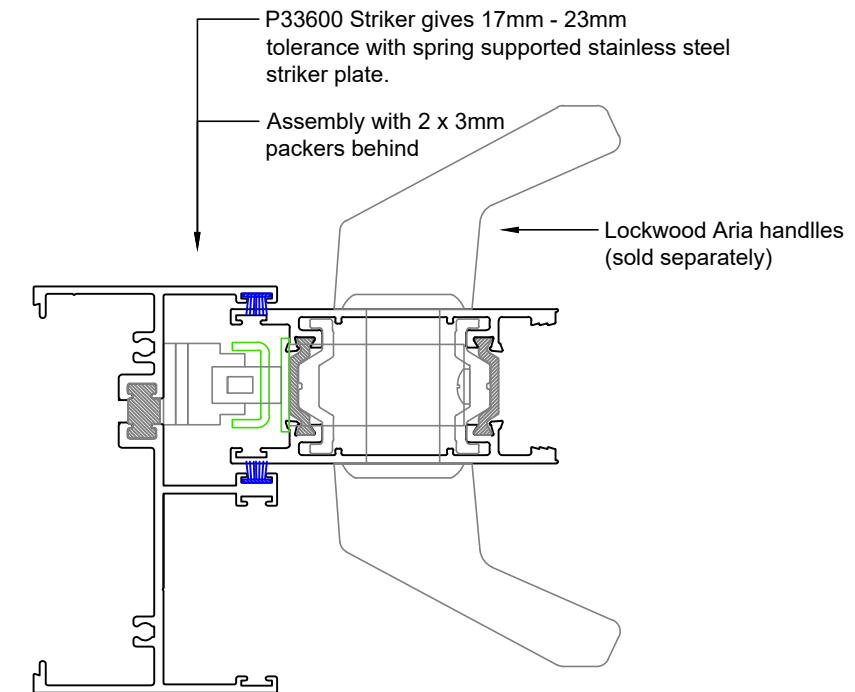 P33600 Striker gives 17mm - 23mm
tolerance with spring supported stainless steel
striker plate.
Assembly with 2 x 3mm
packers behind
Lockwood Aria handlles
(sold separately)